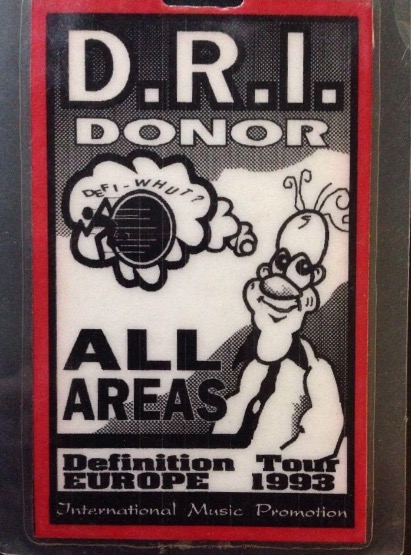 D.R.I.
DONOR
DEFI-WHUT?
ALL
AREAS
Definition Tour
EUROPE 1993
International Music Promotion